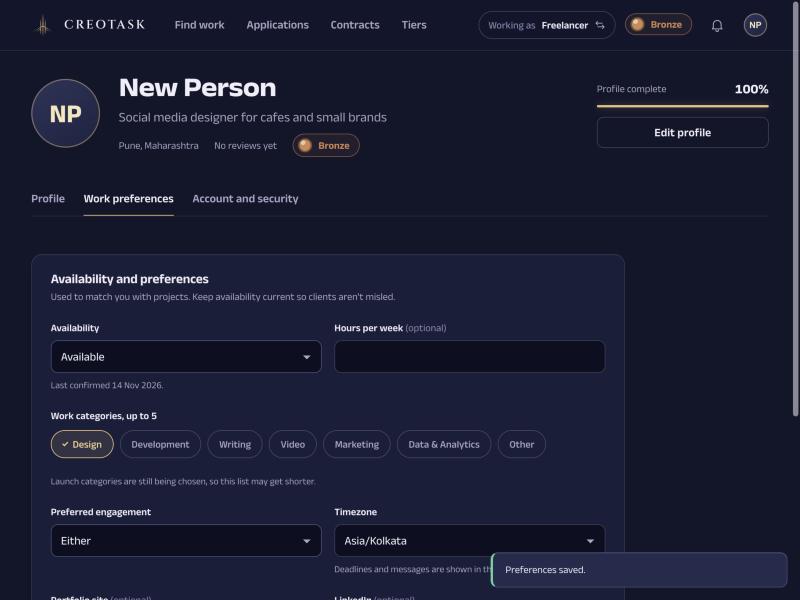 CREOTASK
Find work
Applications
Contracts
Tiers
Working as Freelancer
Bronze
NP
NP
New Person
Social media designer for cafes and small brands
Pune, Maharashtra
No reviews yet
Bronze
Profile complete
100%
Edit profile
Profile
Work preferences
Account and security
Availability and preferences
Used to match you with projects. Keep availability current so clients aren't misled.
Availability
Hours per week (optional)
Available
Last confirmed 14 Nov 2026.
Work categories, up to 5
Design
Development
Writing
Video
Marketing
Data & Analytics
Other
Launch categories are still being chosen, so this list may get shorter.
Preferred engagement
Timezone
Either
Asia/Kolkata
Deadlines and messages are shown in th
Preferences saved.
Portfolio site (optional)
LinkedIn (optional)